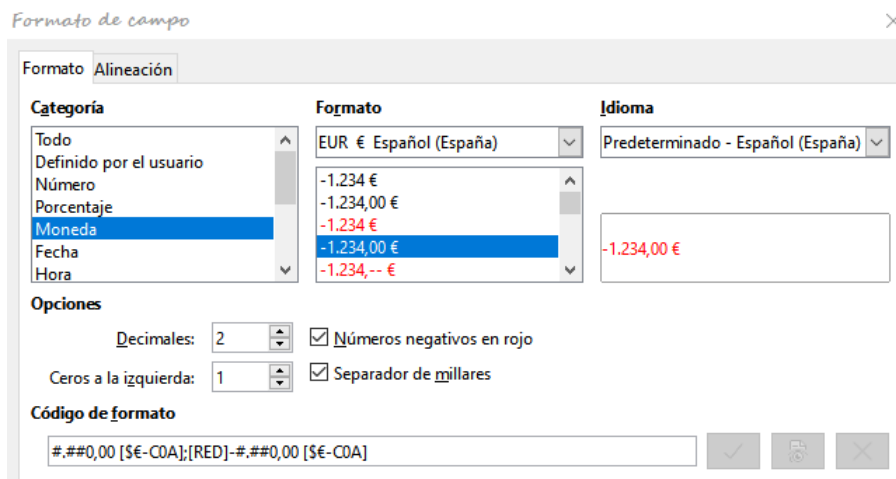 Formato de campo
Formato Alineación
Categoría
Formato
Idioma
Todo
Definido por el usuario
Número
Porcentaje
Moneda
Fecha
Hora
EUR € Español (España)
-1.234 €
-1.234,00 €
-1.234 €
-1.234,00 €
-1.234,-- €
Predeterminado - Español (España)
-1.234,00 €
Opciones
Decimales: 2
Números negativos en rojo
Ceros a la izquierda: 1
Separador de millares
Código de formato
#.##0,00 [$€-C0A];[RED]-#.##0,00 [$€-C0A]